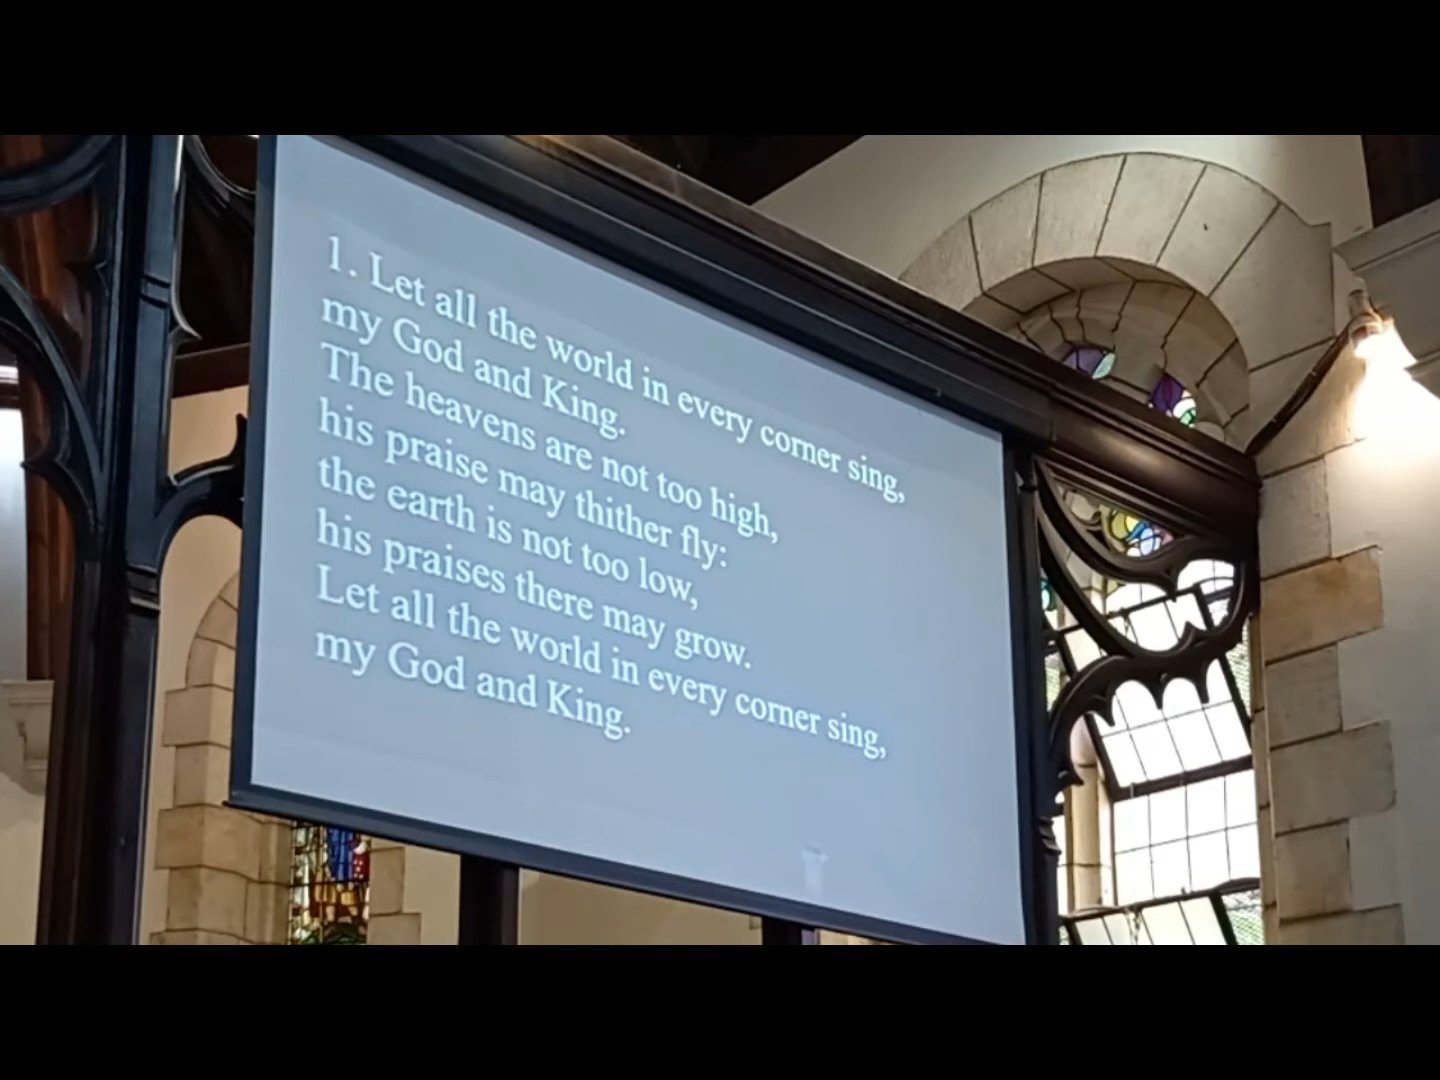 1. Let all the world in every corner sing,
my God and King.
The heavens are not too high,
his praise may thither fly:
the earth is not too low,
his praises there may grow.
Let all the world in every corner sing,
my God and King.